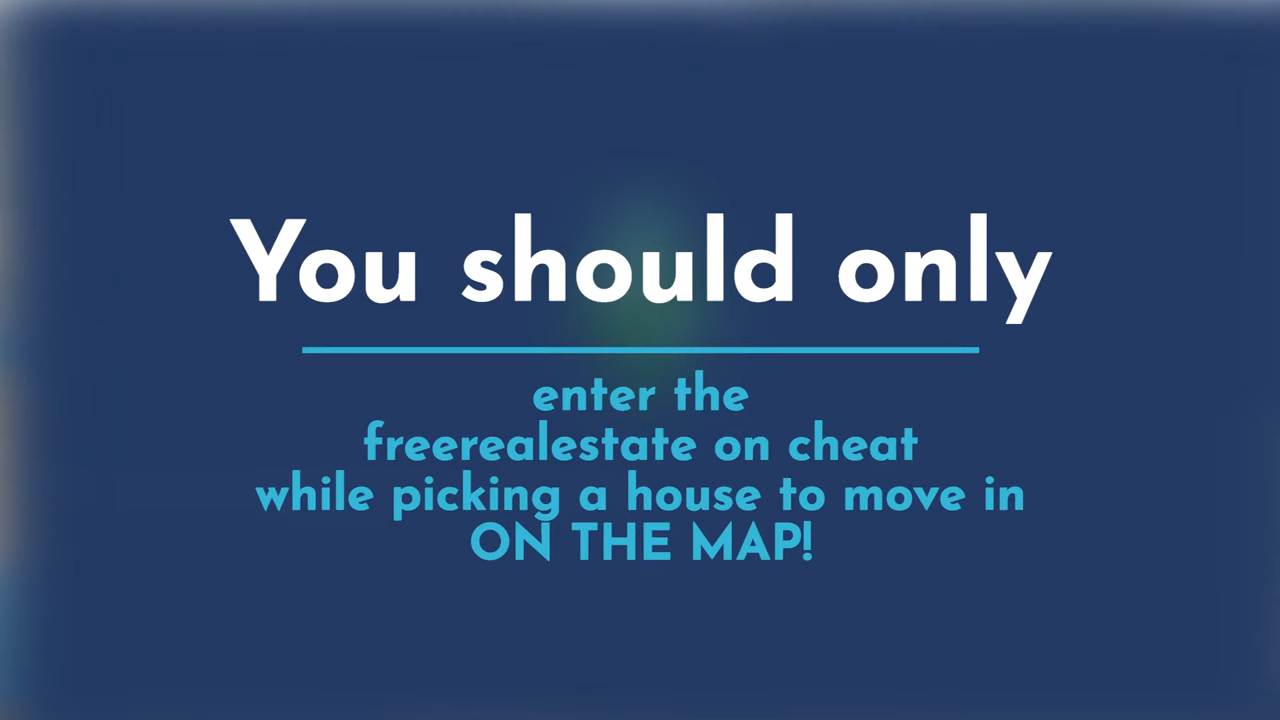 You should only
enter the
freerealestate on cheat
while picking a house to move in
ON THE MAP!